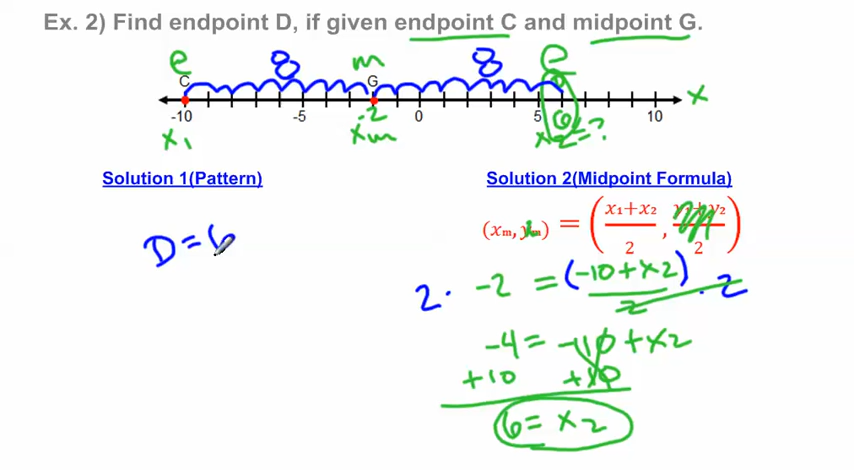 Ex. 2) Find endpoint D, if given endpoint C and midpoint G.
e 8 m 8 e
C G D
-10 -5 -2 0 5 6 10 x
x1 xm x2=?
Solution 1(Pattern)
D=6
Solution 2(Midpoint Formula)
(xm, ym) = (x1+x2/2, y1+y2/2)
2· -2 = (-10+x2)/2 · 2
-4 = -10 +x2
+10 +10
6= x2